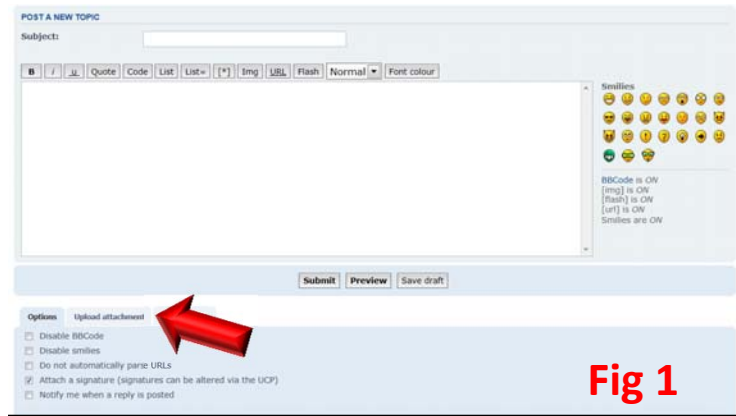 POST A NEW TOPIC
Subject:
B i u Quote Code List List= [*] Img URL Flash Normal Font colour
Smilies
BBCode is ON
[img] is ON
[flash] is ON
[url] is ON
Smilies are ON
Submit Preview Save draft
Options Upload attachment
Disable BBCode
Disable smilies
Do not automatically parse URLs
Attach a signature (signatures can be altered via the UCP)
Notify me when a reply is posted
Fig 1